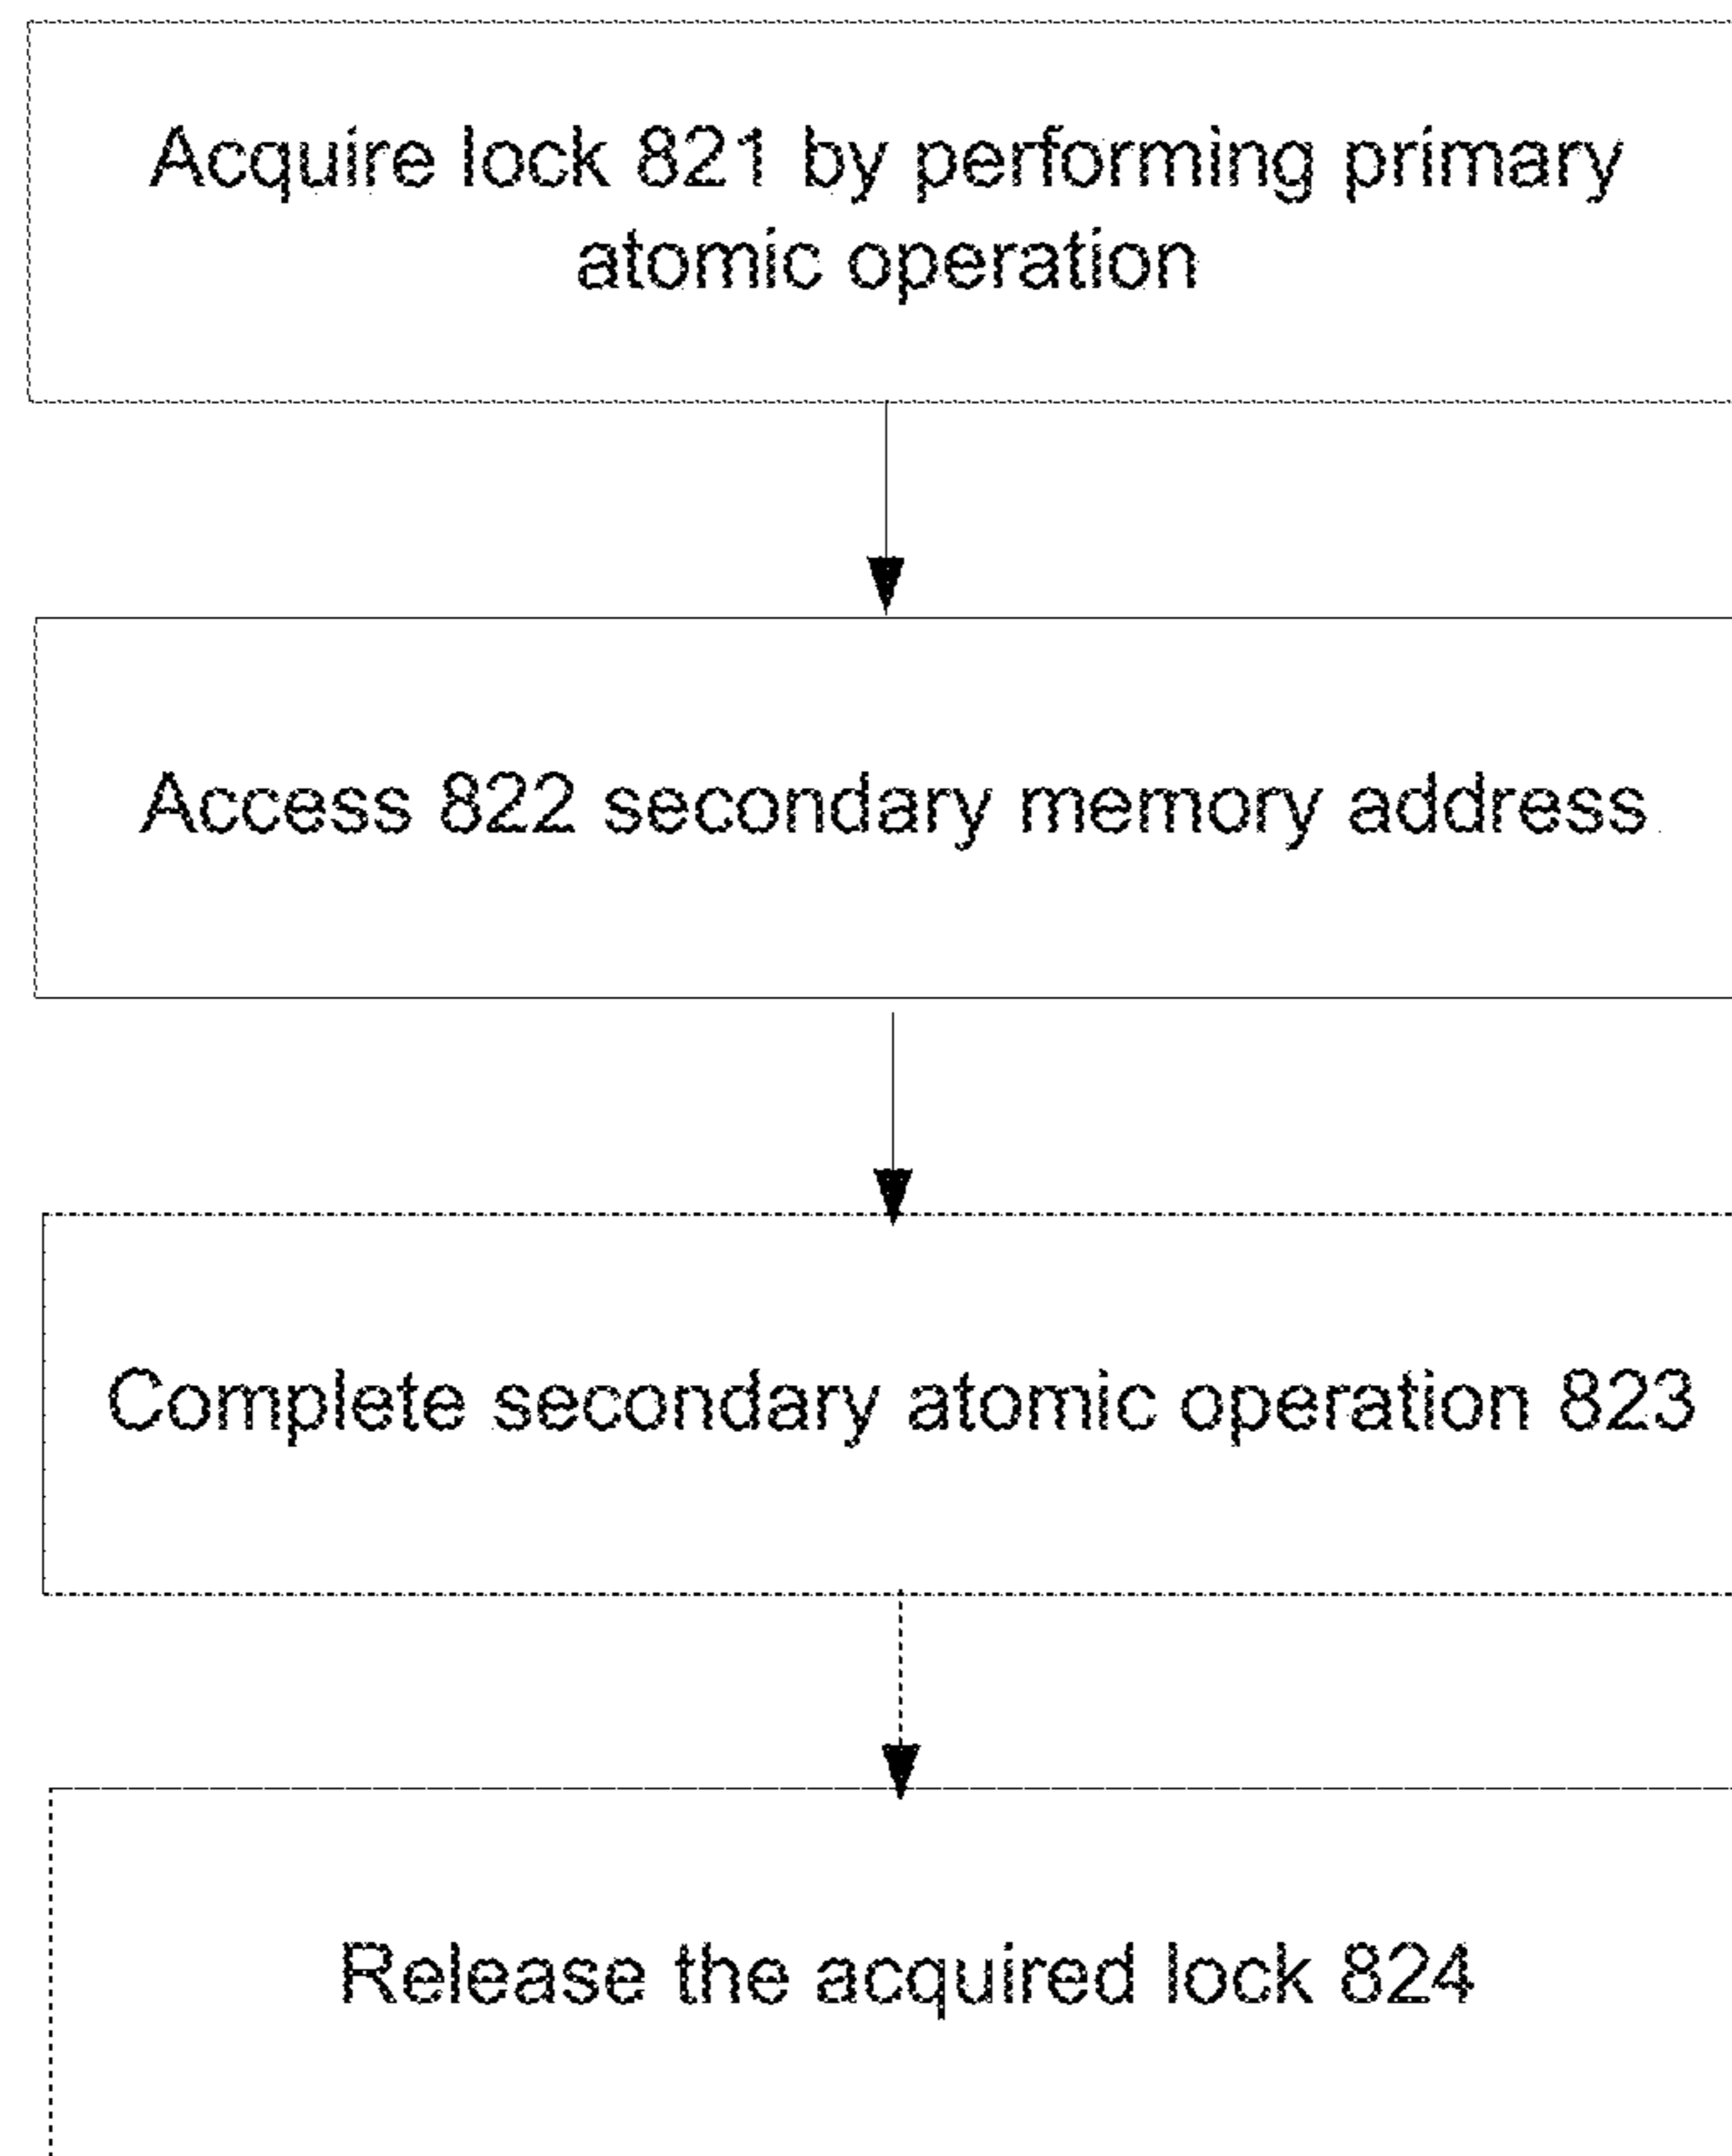 Acquire lock 821 by performing primary
atomic operation
Access 822 secondary memory address
Complete secondary atomic operation 823
Release the acquired lock 824